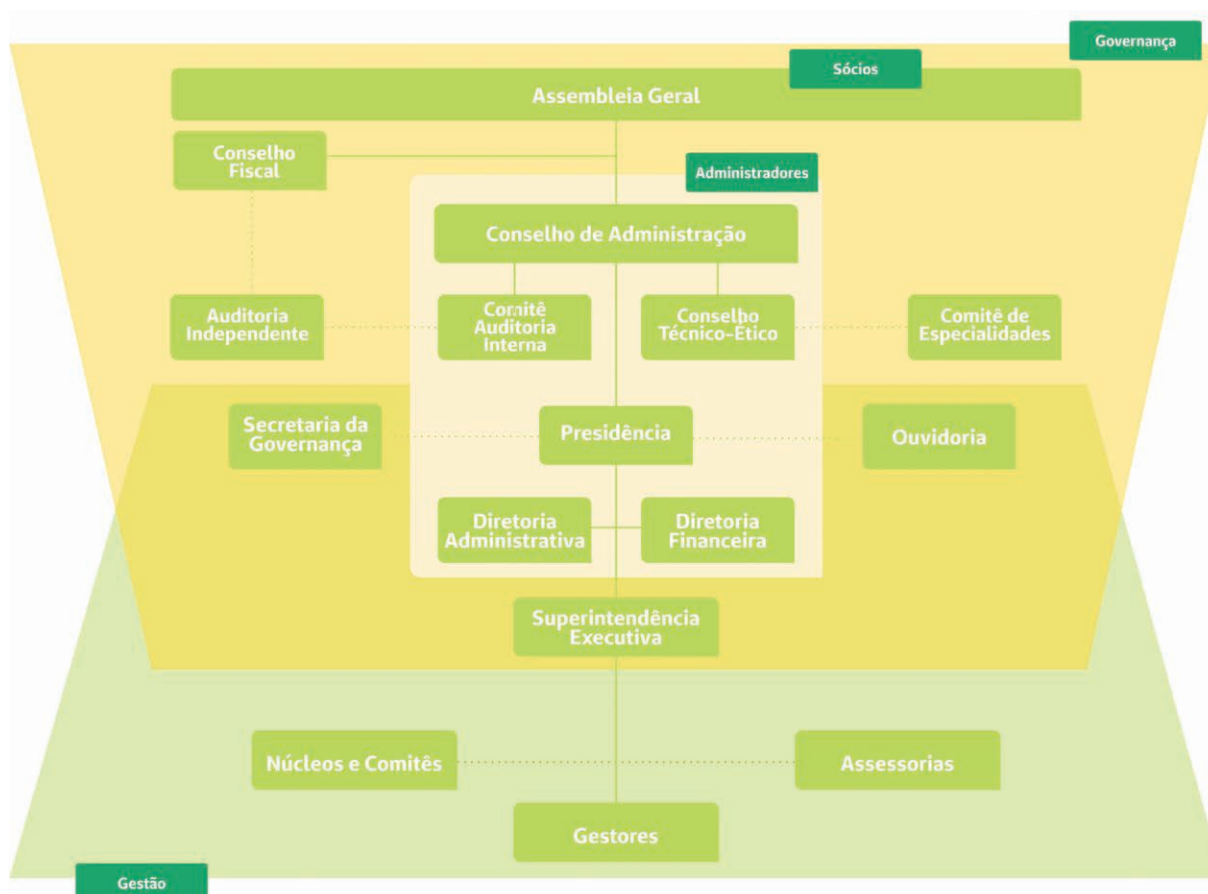 Governança
Sócios
Assembleia Geral
Conselho
Fiscal
Administradores
Conselho de Administração
Auditoria
Independente
Comitê
Auditoria
Interna
Conselho
Técnico-Ético
Comitê de
Especialidades
Secretaria da
Governança
Presidência
Ouvidoria
Diretoria
Administrativa
Diretoria
Financeira
Superintendência
Executiva
Núcleos e Comitês
Assessorias
Gestores
Gestão